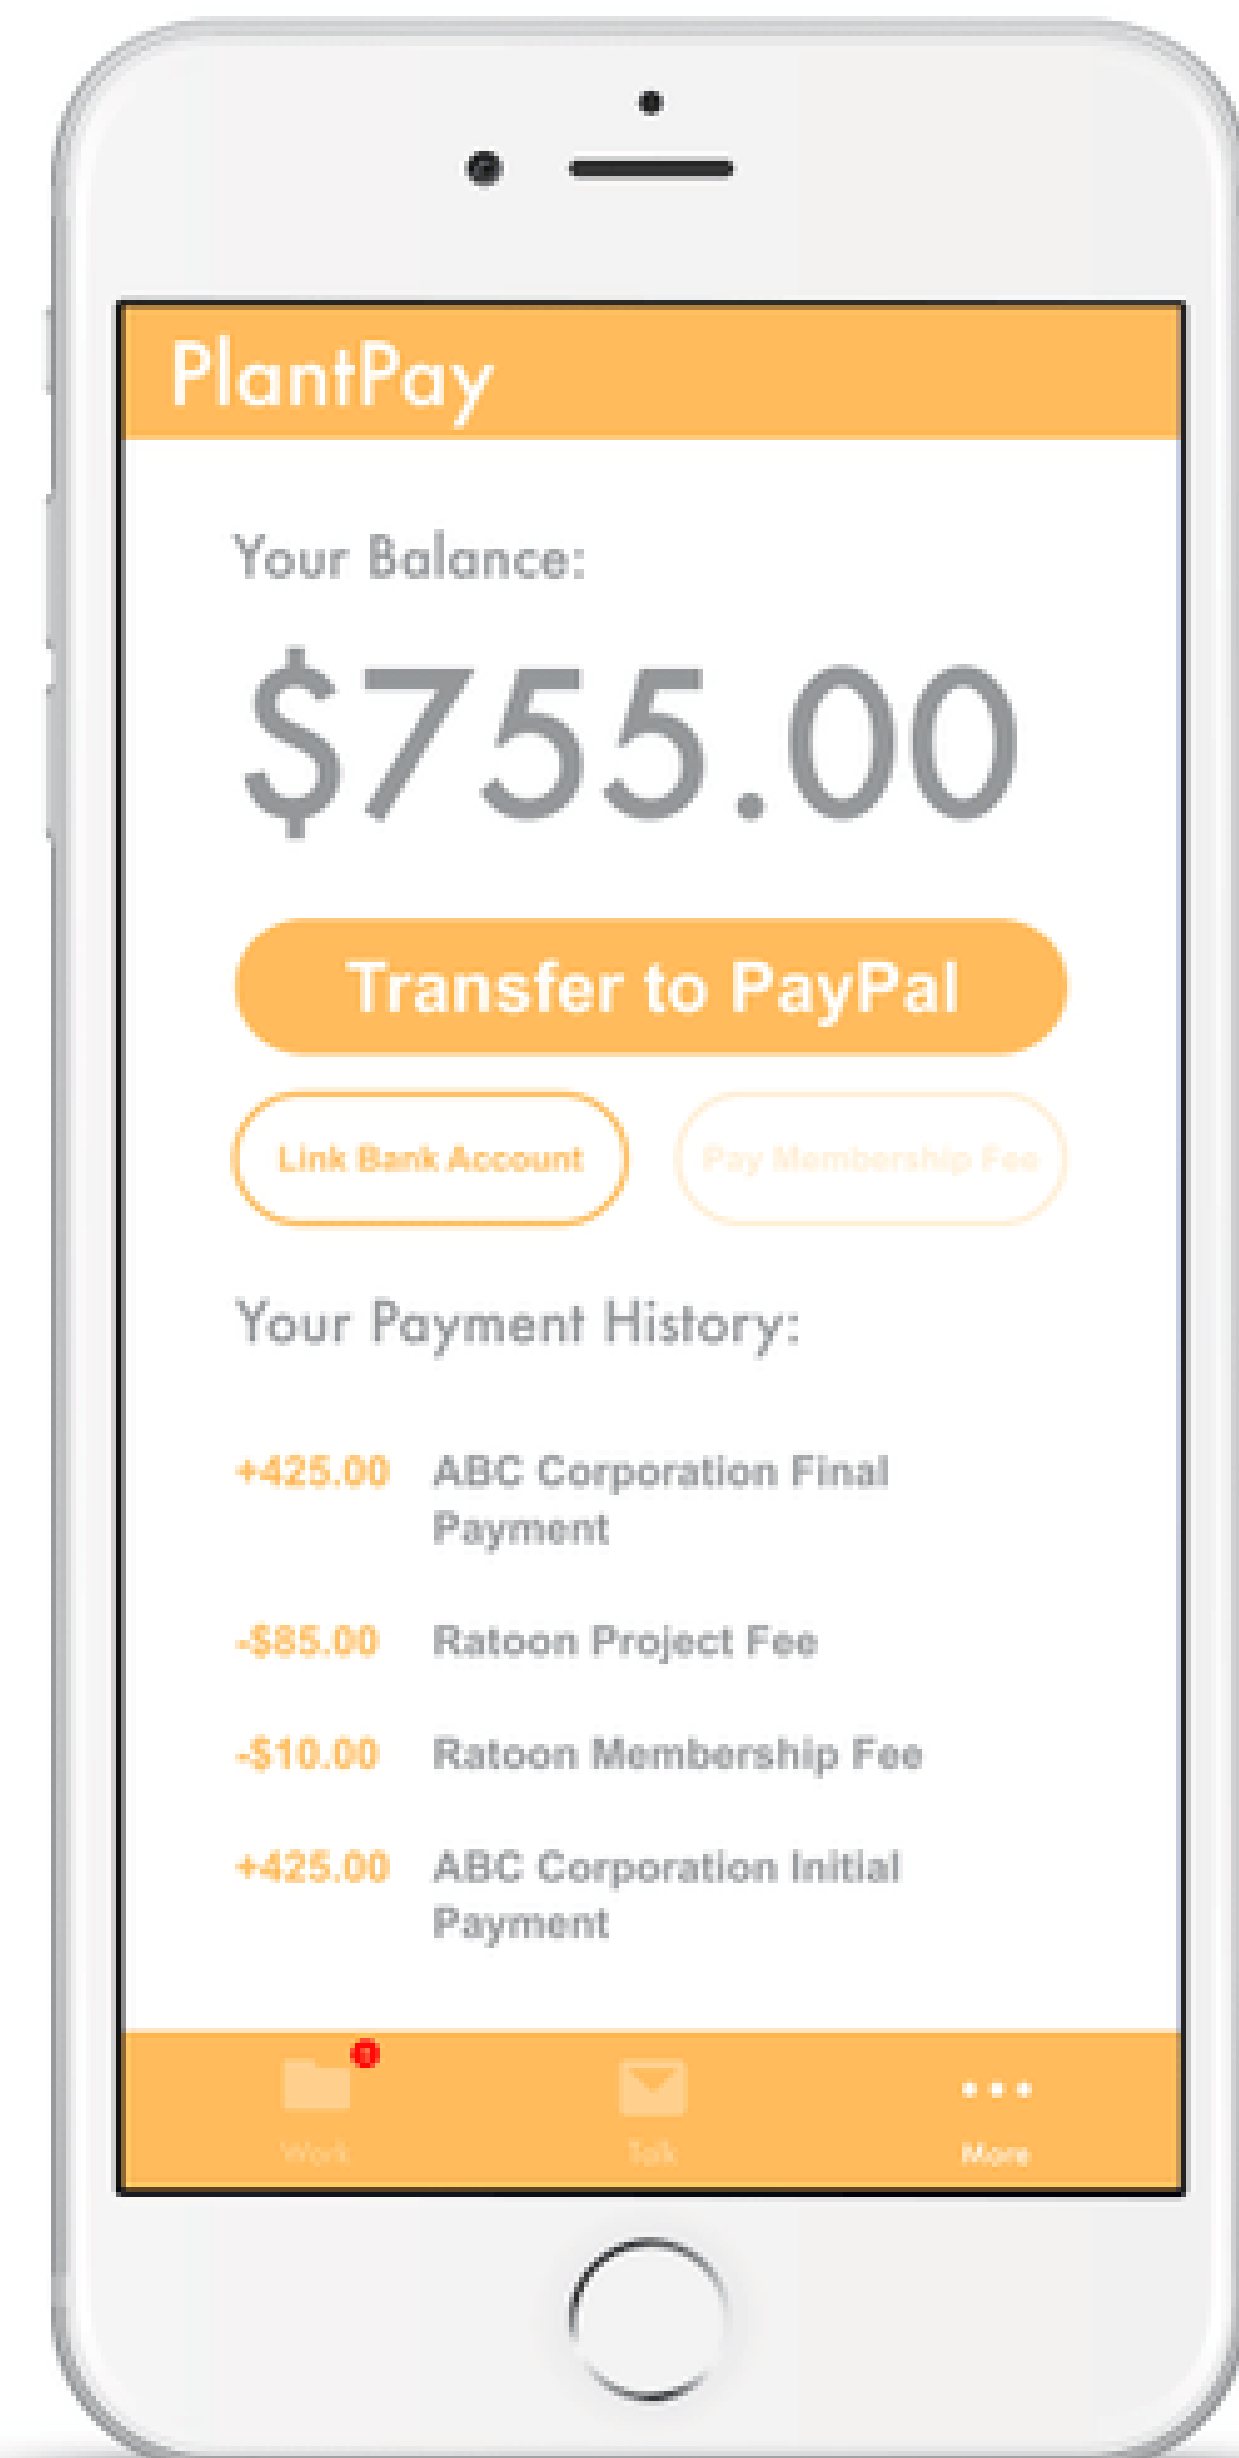 PlantPay
Your Balance:
$755.00
Transfer to PayPal
Link Bank Account
Pay Membership Fee
Your Payment History:
+425.00 ABC Corporation Final
Payment
-$85.00 Ratoon Project Fee
-$10.00 Ratoon Membership Fee
+425.00 ABC Corporation Initial
Payment
Work
Talk
More